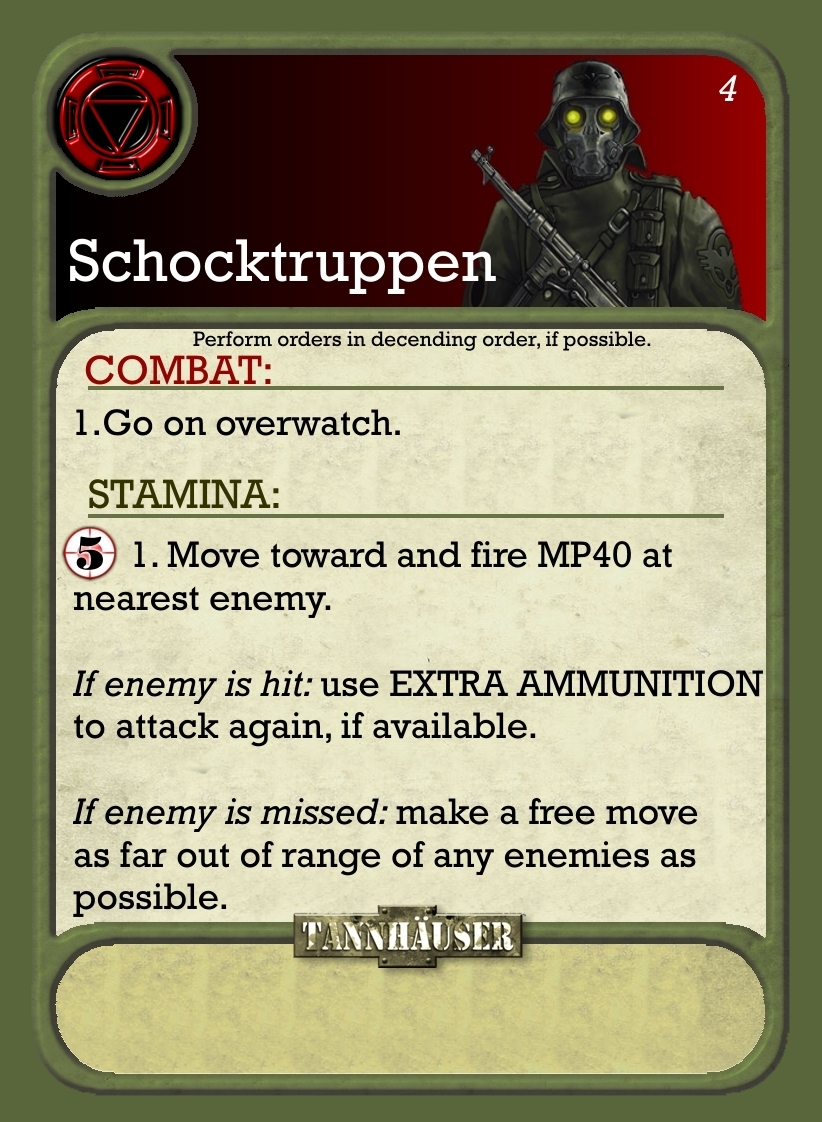 4
Schocktruppen
Perform orders in decending order, if possible.
COMBAT:
1.Go on overwatch.
STAMINA:
5 1. Move toward and fire MP40 at
nearest enemy.
If enemy is hit: use EXTRA AMMUNITION
to attack again, if available.
If enemy is missed: make a free move
as far out of range of any enemies as
possible.
TANNHÄUSER